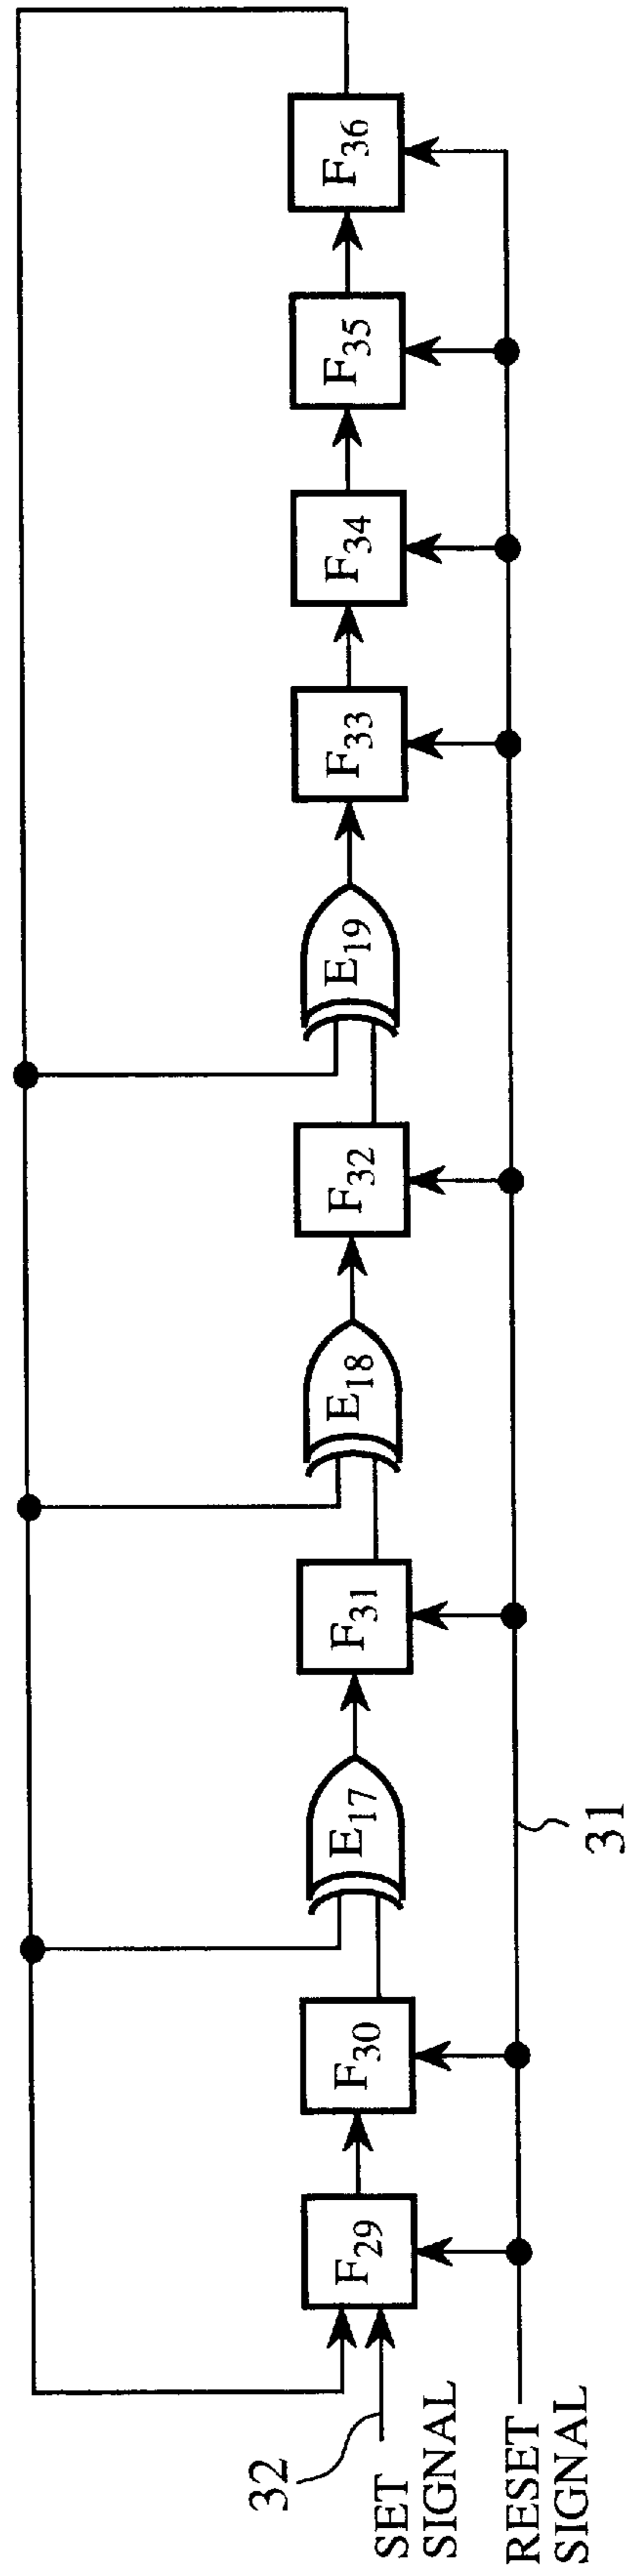 32
SET
SIGNAL
RESET
SIGNAL
31
F29
F30
E17
F31
E18
F32
E19
F33
F34
F35
F36